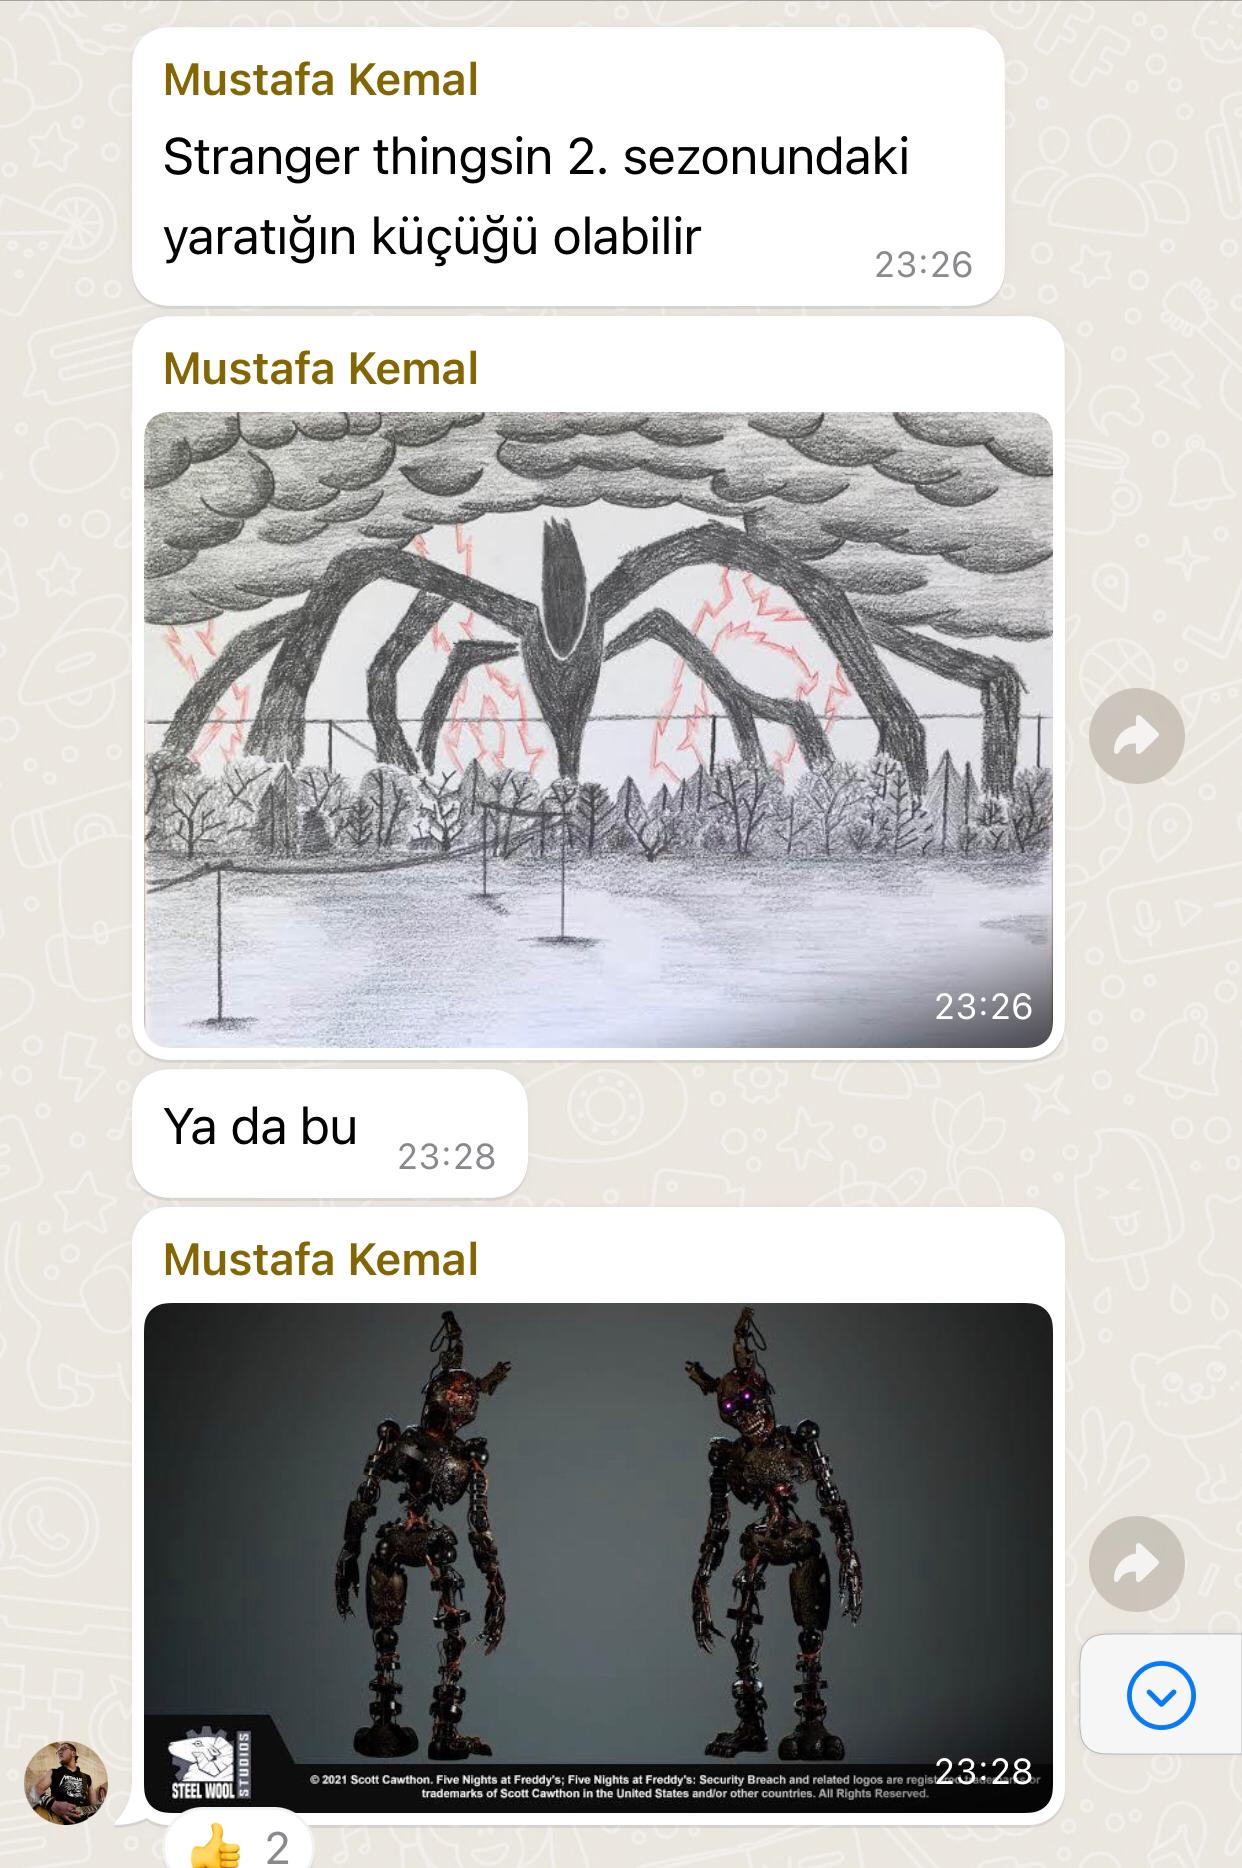 Mustafa Kemal
Stranger thingsin 2. sezonundaki
yaratığın küçüğü olabilir
23:26
Mustafa Kemal
23:26
Ya da bu
23:28
Mustafa Kemal
STEEL WOOL
STUDIOS
23:28
© 2021 Scott Cawthon. Five Nights at Freddy's; Five Nights at Freddy's: Security Breach and related logos are registered trademarks or
trademarks of Scott Cawthon in the United States and/or other countries. All Rights Reserved.
👍 2